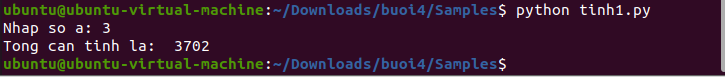 ubuntu@ubuntu-virtual-machine:~/Downloads/buoi4/Samples$ python tinh1.py
Nhap so a: 3
Tong can tinh la:  3702
ubuntu@ubuntu-virtual-machine:~/Downloads/buoi4/Samples$